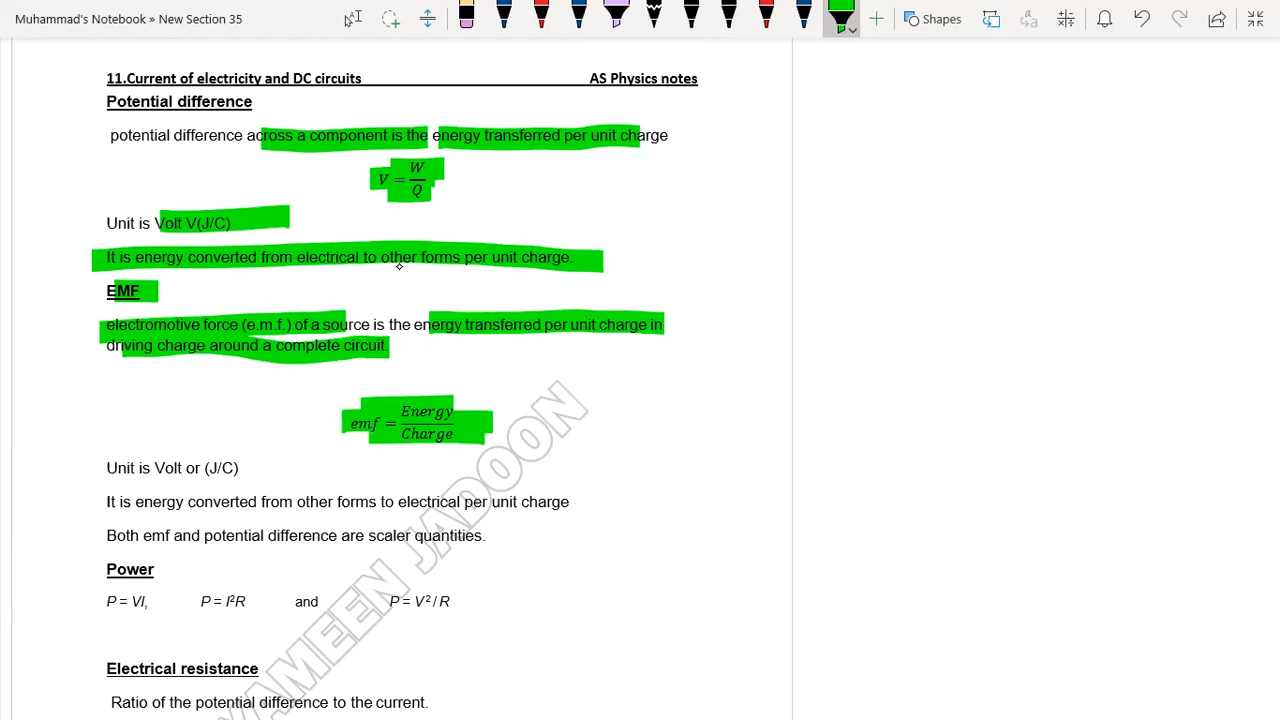 Muhammad's Notebook » New Section 35
Shapes
11.Current of electricity and DC circuits AS Physics notes
Potential difference
potential difference across a component is the energy transferred per unit charge
V = W/Q
Unit is Volt V(J/C)
It is energy converted from electrical to other forms per unit charge.
EMF
electromotive force (e.m.f.) of a source is the energy transferred per unit charge in
driving charge around a complete circuit.
emf = Energy/Charge
Unit is Volt or (J/C)
It is energy converted from other forms to electrical per unit charge
Both emf and potential difference are scaler quantities.
Power
P = VI, P = I²R and P = V² / R
Electrical resistance
Ratio of the potential difference to the current.
YAMEEN JADOON